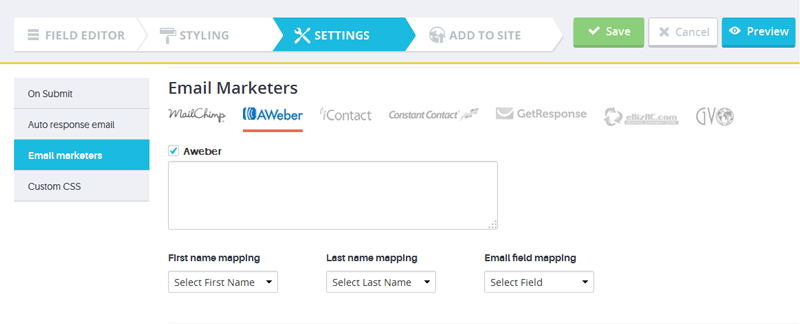 FIELD EDITOR STYLING SETTINGS ADD TO SITE Save Cancel Preview
On Submit
Auto response email
Email marketers
Custom CSS
Email Marketers
MailChimp AWeber iContact Constant Contact GetResponse eBizac.com GVO
Aweber
First name mapping Last name mapping Email field mapping
Select First Name Select Last Name Select Field